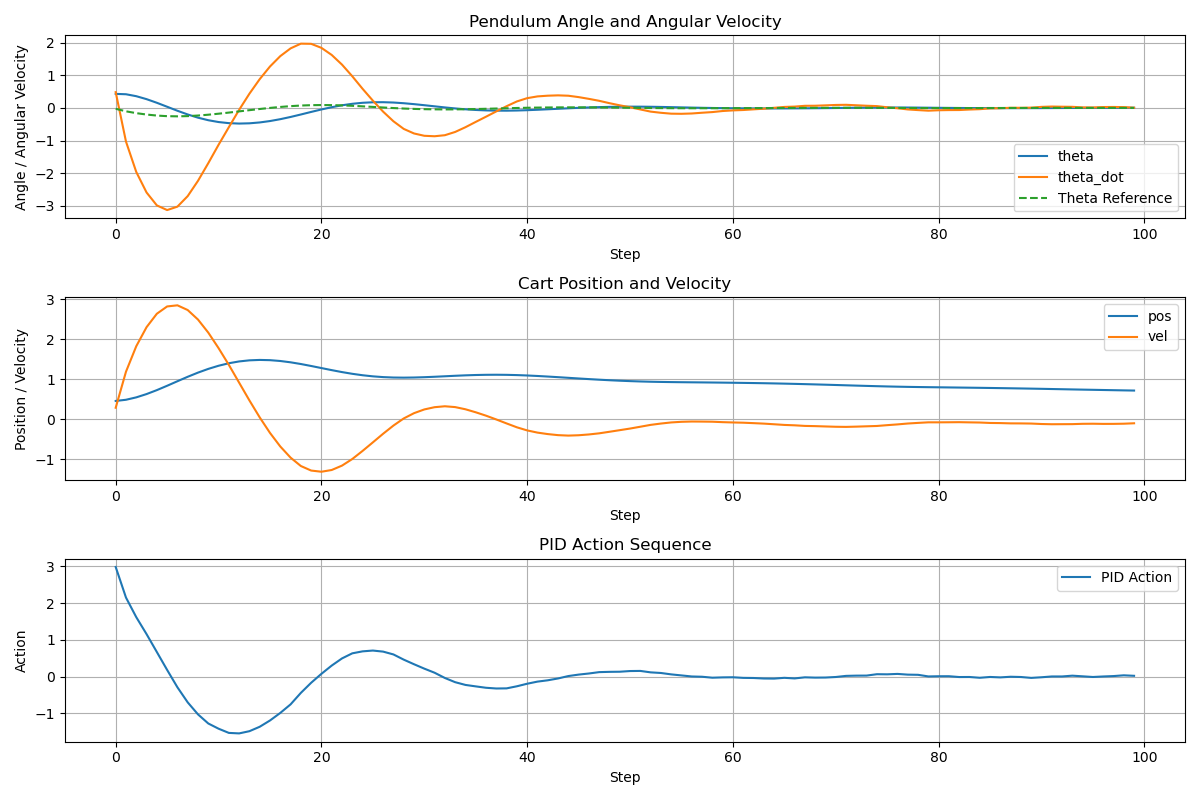 Pendulum Angle and Angular Velocity
Angle / Angular Velocity
2
1
0
−1
−2
−3
theta
theta_dot
Theta Reference
0 20 40 60 80 100
Step
Cart Position and Velocity
Position / Velocity
3
2
1
0
−1
pos
vel
0 20 40 60 80 100
Step
PID Action Sequence
Action
3
2
1
0
−1
PID Action
0 20 40 60 80 100
Step